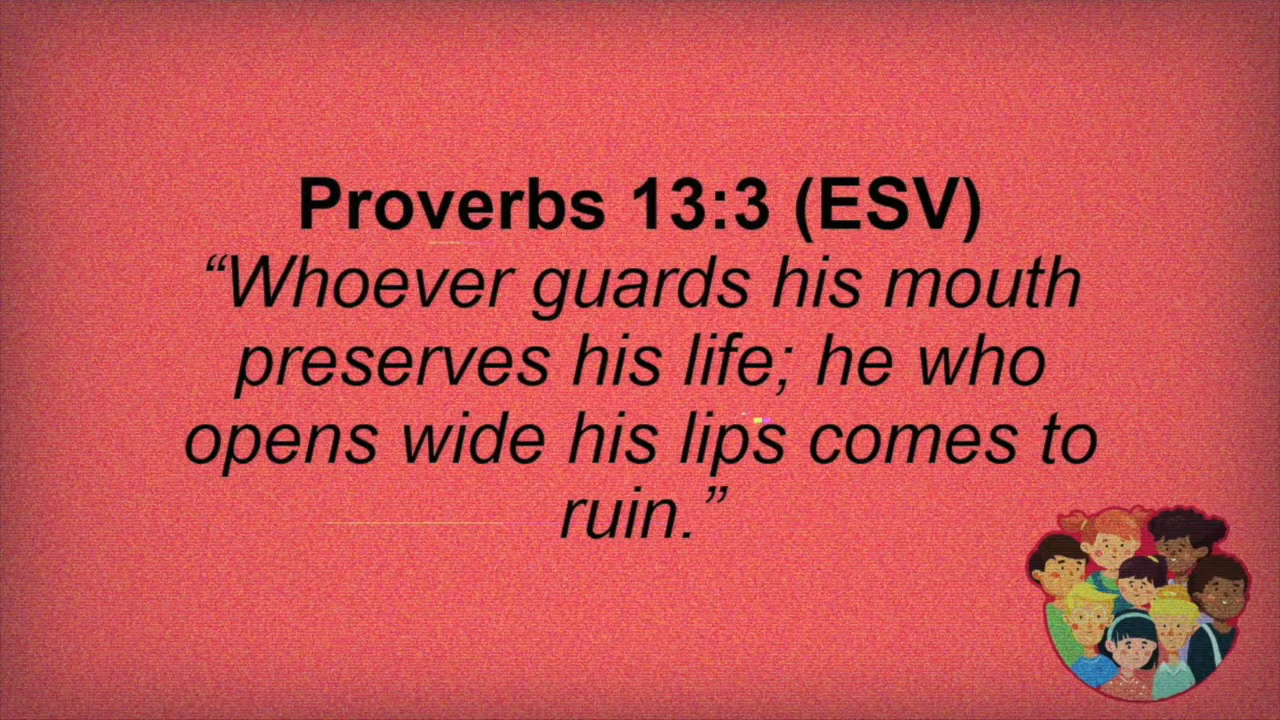 Proverbs 13:3 (ESV)
“Whoever guards his mouth
preserves his life; he who
opens wide his lips comes to
ruin.”